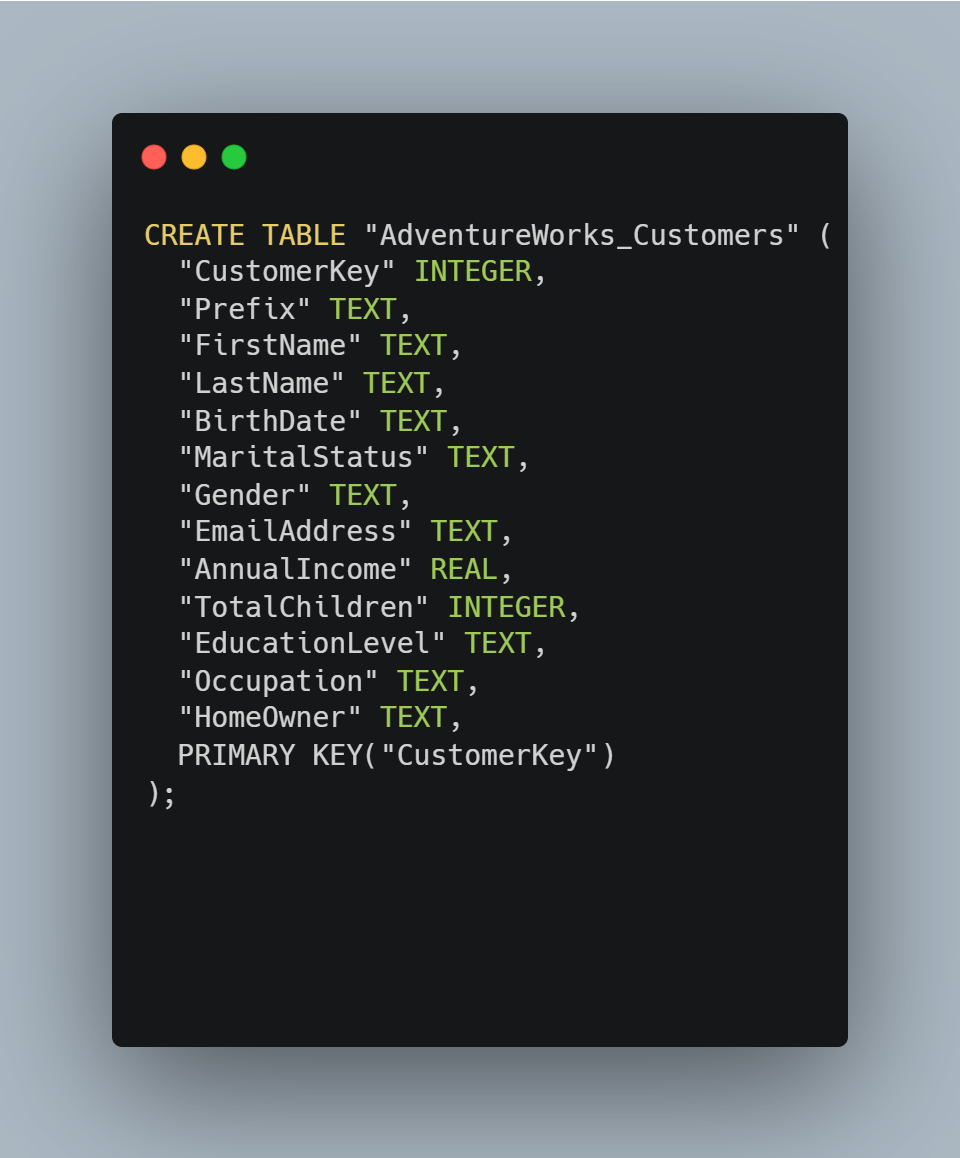 CREATE TABLE "AdventureWorks_Customers" (
  "CustomerKey" INTEGER,
  "Prefix" TEXT,
  "FirstName" TEXT,
  "LastName" TEXT,
  "BirthDate" TEXT,
  "MaritalStatus" TEXT,
  "Gender" TEXT,
  "EmailAddress" TEXT,
  "AnnualIncome" REAL,
  "TotalChildren" INTEGER,
  "EducationLevel" TEXT,
  "Occupation" TEXT,
  "HomeOwner" TEXT,
  PRIMARY KEY("CustomerKey")
);